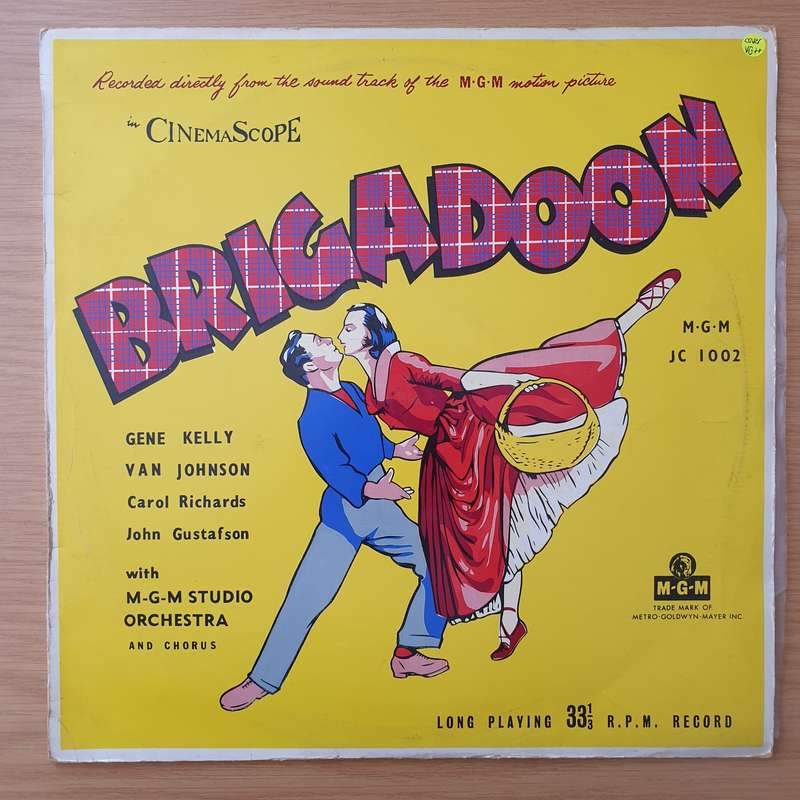 cover
VG++
Recorded directly from the sound track of the M·G·M motion picture
in CINEMASCOPE
BRIGADOON
M·G·M
JC 1002
GENE KELLY
VAN JOHNSON
Carol Richards
John Gustafson
with
M-G-M STUDIO
ORCHESTRA
AND CHORUS
M-G-M
TRADE MARK OF
METRO-GOLDWYN-MAYER INC.
LONG PLAYING 33⅓ R.P.M. RECORD